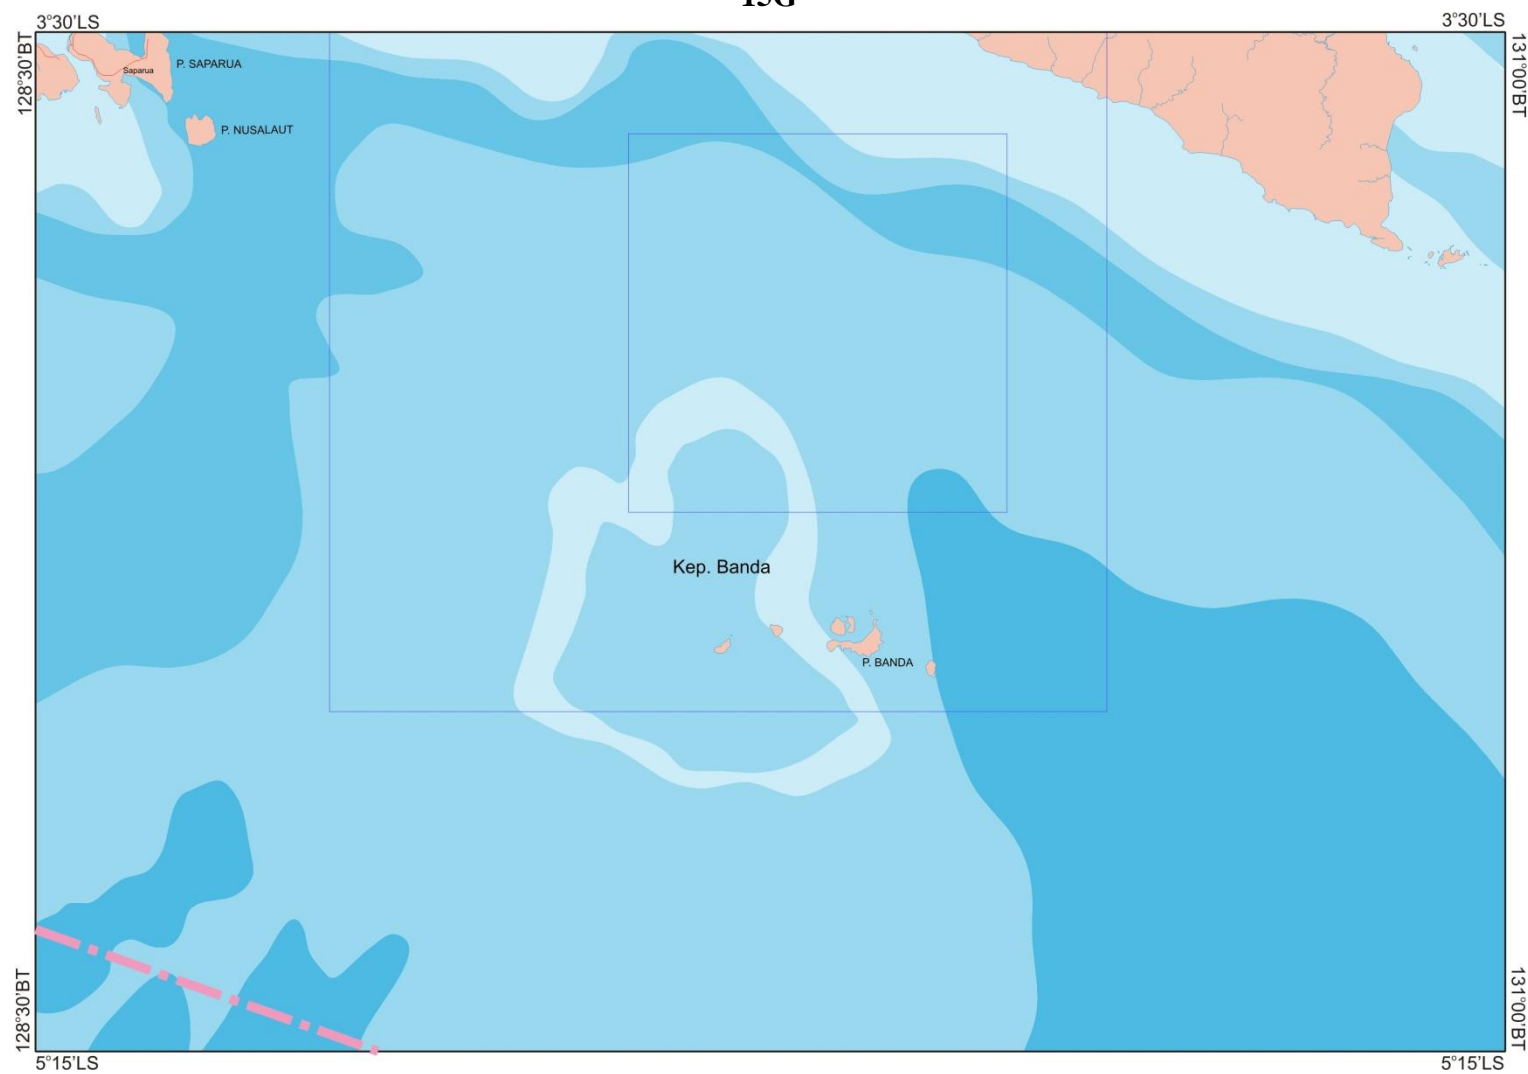 15G
3°30'LS
3°30'LS
128°30'BT
131°00'BT
Saparua
P. SAPARUA
P. NUSALAUT
Kep. Banda
P. BANDA
128°30'BT
131°00'BT
5°15'LS
5°15'LS